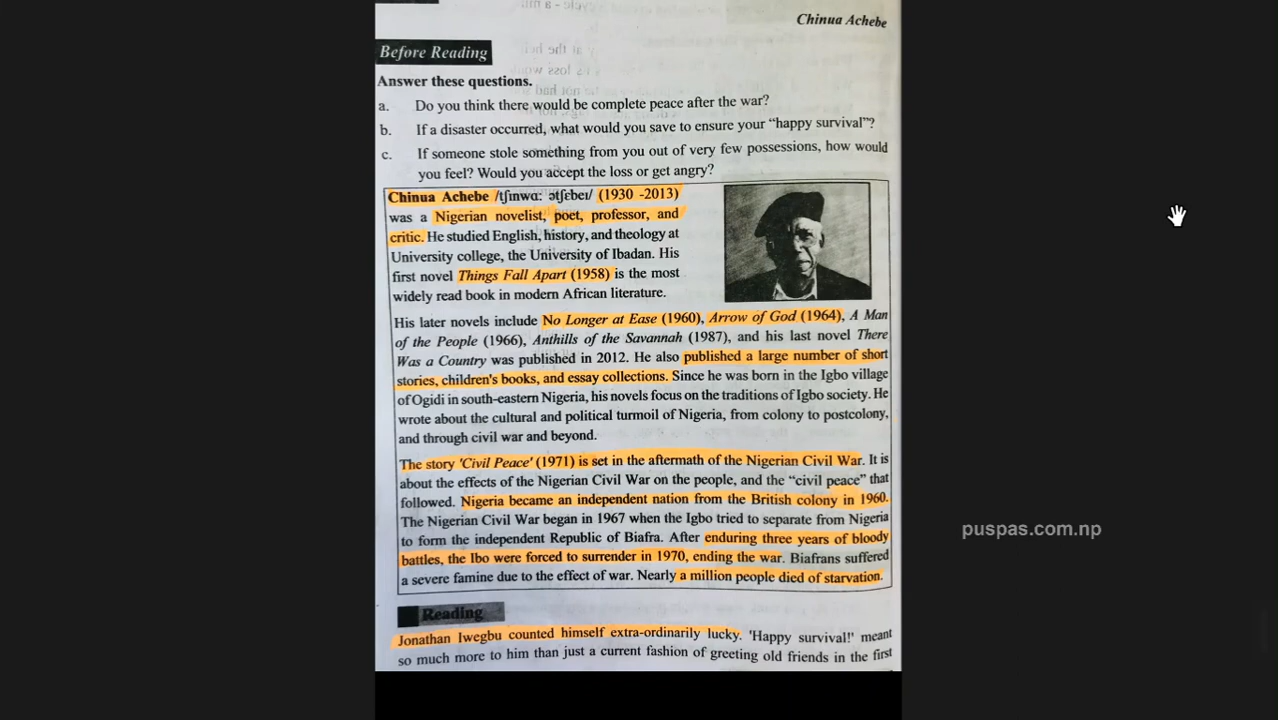 Chinua Achebe
Before Reading
Answer these questions.
a. Do you think there would be complete peace after the war?
b. If a disaster occurred, what would you save to ensure your “happy survival”?
c. If someone stole something from you out of very few possessions, how would
you feel? Would you accept the loss or get angry?
Chinua Achebe /tʃɪnwɑː ətʃɛbeɪ/ (1930 -2013)
was a Nigerian novelist, poet, professor, and
critic. He studied English, history, and theology at
University college, the University of Ibadan. His
first novel Things Fall Apart (1958) is the most
widely read book in modern African literature.
His later novels include No Longer at Ease (1960), Arrow of God (1964), A Man
of the People (1966), Anthills of the Savannah (1987), and his last novel There
Was a Country was published in 2012. He also published a large number of short
stories, children's books, and essay collections. Since he was born in the Igbo village
of Ogidi in south-eastern Nigeria, his novels focus on the traditions of Igbo society. He
wrote about the cultural and political turmoil of Nigeria, from colony to postcolony,
and through civil war and beyond.
The story 'Civil Peace' (1971) is set in the aftermath of the Nigerian Civil War. It is
about the effects of the Nigerian Civil War on the people, and the “civil peace” that
followed. Nigeria became an independent nation from the British colony in 1960.
The Nigerian Civil War began in 1967 when the Igbo tried to separate from Nigeria
to form the independent Republic of Biafra. After enduring three years of bloody
battles, the Ibo were forced to surrender in 1970, ending the war. Biafrans suffered
a severe famine due to the effect of war. Nearly a million people died of starvation.
Reading
Jonathan Iwegbu counted himself extra-ordinarily lucky. 'Happy survival!' meant
so much more to him than just a current fashion of greeting old friends in the first
puspas.com.np